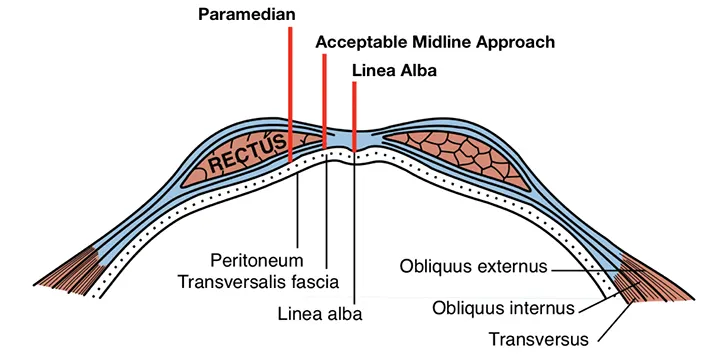 Paramedian
Acceptable Midline Approach
Linea Alba
RECTUS
Peritoneum
Transversalis fascia
Linea alba
Obliquus externus
Obliquus internus
Transversus